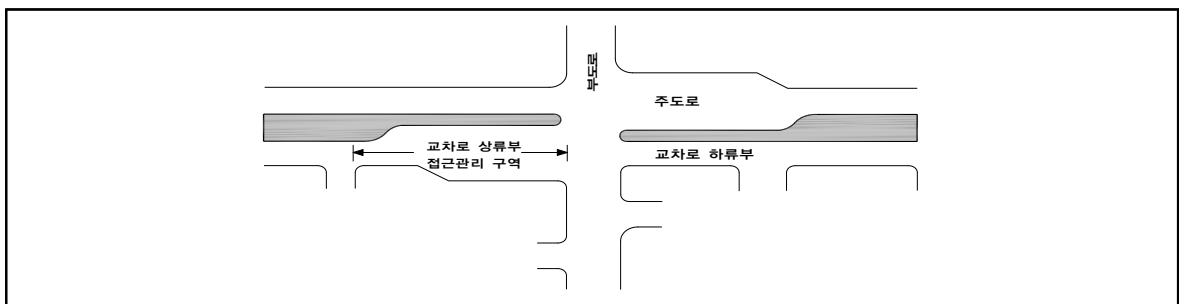 부도로
주도로
교차로 상류부
접근관리 구역
교차로 하류부